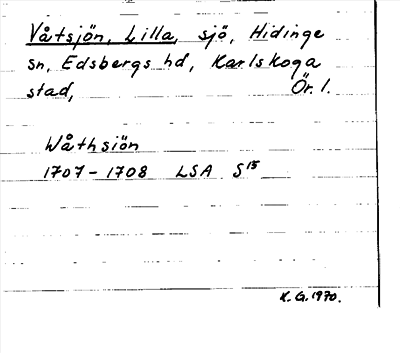 Våtsjön, Lilla, sjö, Hidinge
sn, Edsbergs hd, Karlskoga
stad, Ör. l.
Wåthsiön
1707-1708 LSA S15
K. G. 1970.